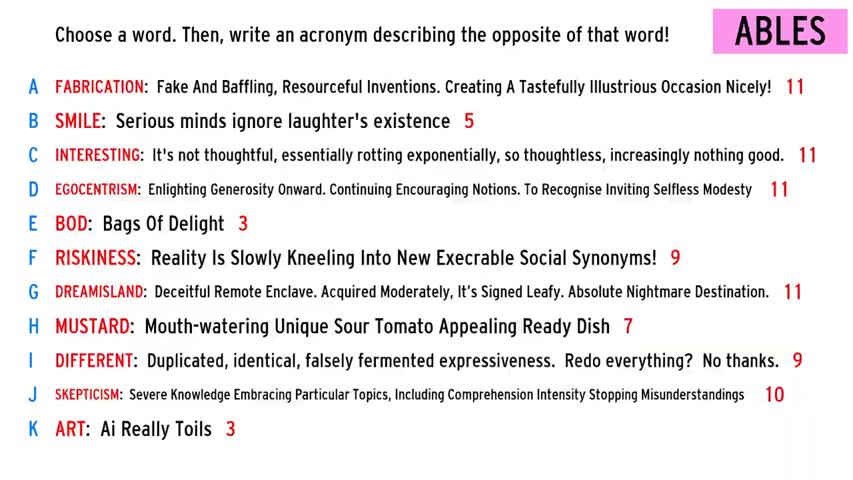 Choose a word. Then, write an acronym describing the opposite of that word!
ABLES
A FABRICATION: Fake And Baffling, Resourceful Inventions. Creating A Tastefully Illustrious Occasion Nicely! 11
B SMILE: Serious minds ignore laughter's existence 5
C INTERESTING: It's not thoughtful, essentially rotting exponentially, so thoughtless, increasingly nothing good. 11
D EGOCENTRISM: Enlighting Generosity Onward. Continuing Encouraging Notions. To Recognise Inviting Selfless Modesty 11
E BOD: Bags Of Delight 3
F RISKINESS: Reality Is Slowly Kneeling Into New Execrable Social Synonyms! 9
G DREAMISLAND: Deceitful Remote Enclave. Acquired Moderately, It’s Signed Leafy. Absolute Nightmare Destination. 11
H MUSTARD: Mouth-watering Unique Sour Tomato Appealing Ready Dish 7
I DIFFERENT: Duplicated, identical, falsely fermented expressiveness. Redo everything? No thanks. 9
J SKEPTICISM: Severe Knowledge Embracing Particular Topics, Including Comprehension Intensity Stopping Misunderstandings 10
K ART: Ai Really Toils 3